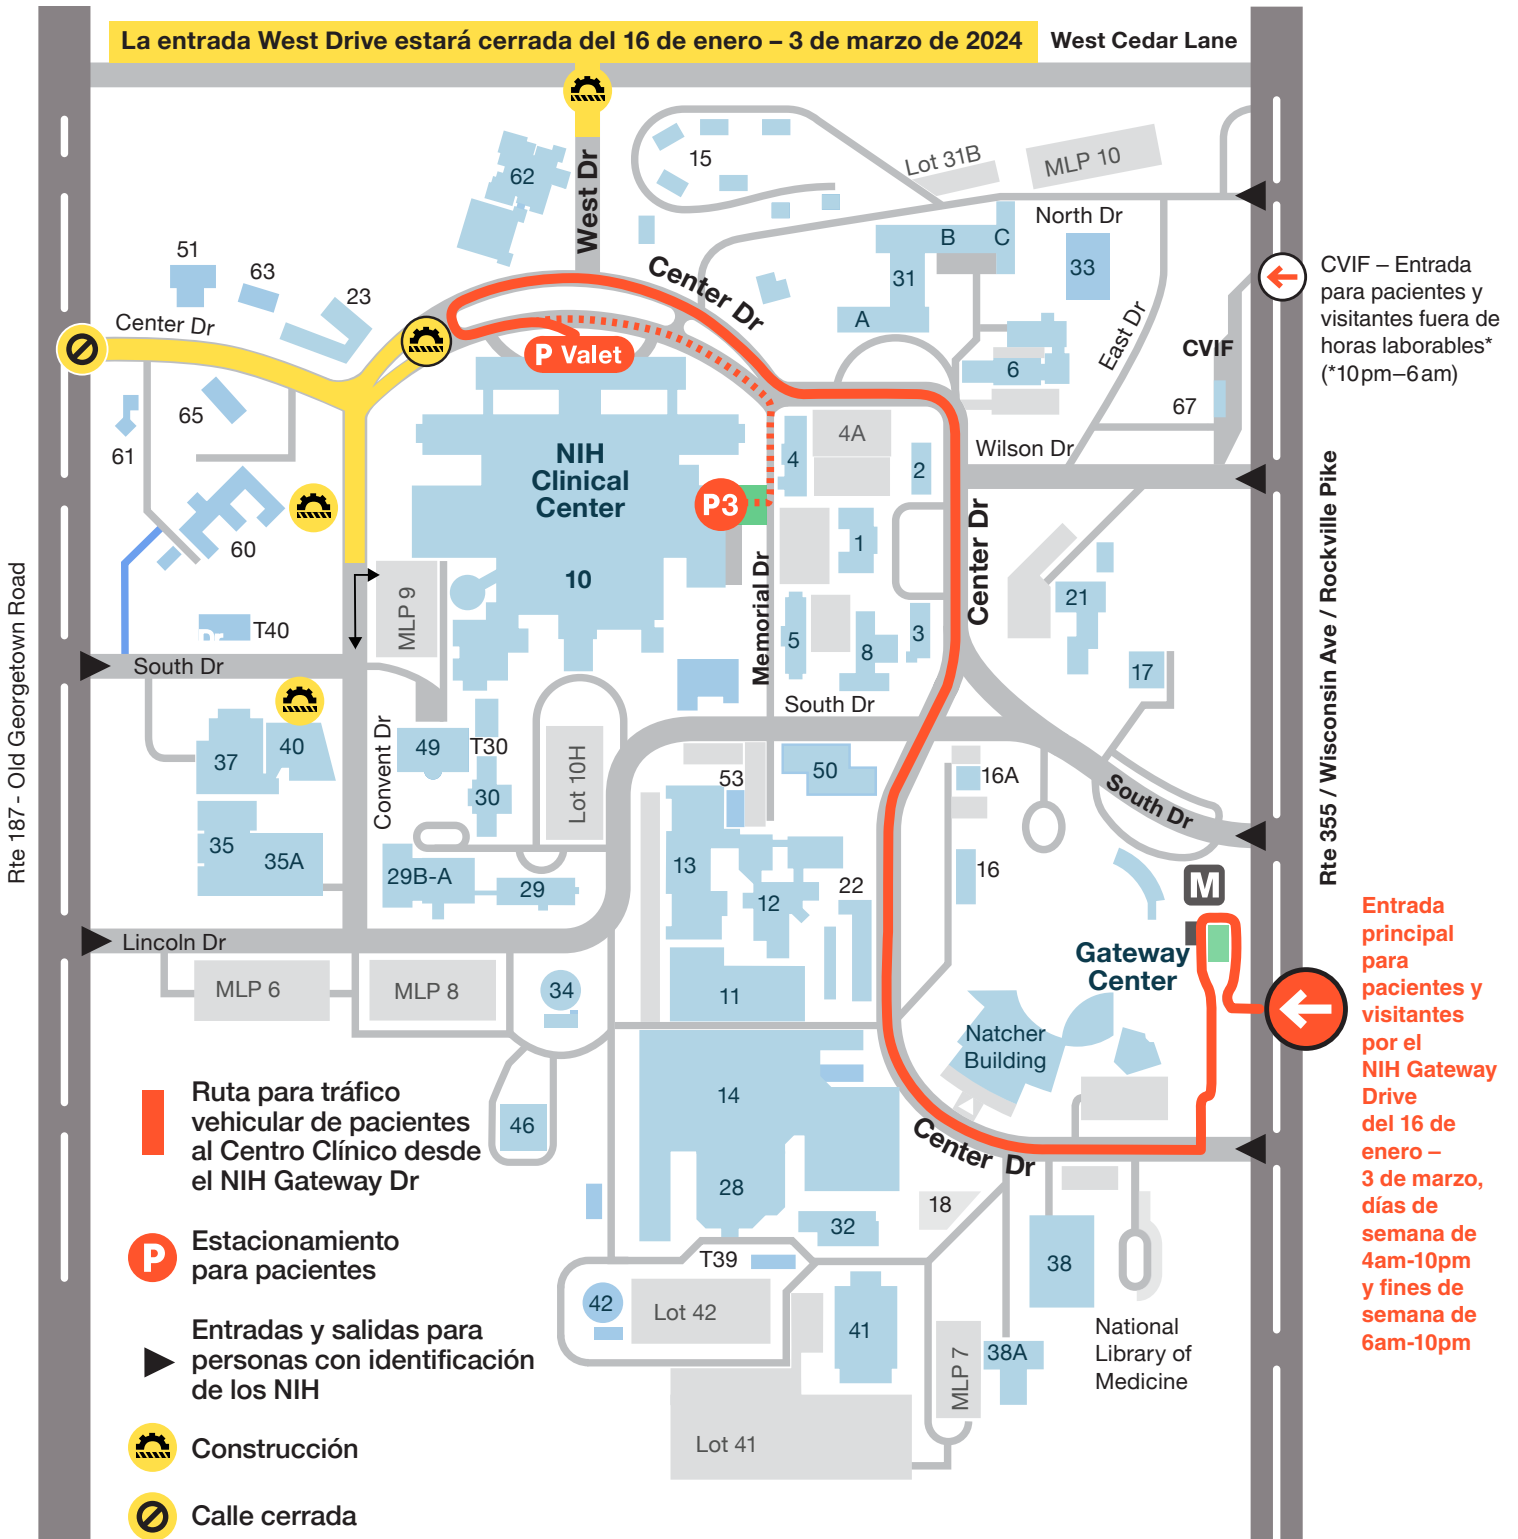 La entrada West Drive estará cerrada del 16 de enero – 3 de marzo de 2024
West Cedar Lane
West Dr
62
15
Lot 31B
MLP 10
North Dr
B
C
31
A
33
East Dr
CVIF – Entrada
para pacientes y
visitantes fuera de
horas laborables*
(*10pm–6am)
51
63
23
Center Dr
Center Dr
P Valet
6
CVIF
67
65
61
NIH
Clinical
Center
10
4
4A
2
Wilson Dr
P3
60
1
Center Dr
Memorial Dr
MLP 9
5
8
3
21
17
Rte 187 - Old Georgetown Road
Rte 355 / Wisconsin Ave / Rockville Pike
Dr
T40
South Dr
South Dr
37
40
Convent Dr
49
T30
30
Lot 10H
53
50
16A
South Dr
35
35A
29B-A
29
13
12
22
16
M
Lincoln Dr
Gateway
Center
MLP 6
MLP 8
34
11
Natcher
Building
Entrada
principal
para
pacientes y
visitantes
por el
NIH Gateway
Drive
del 16 de
enero –
3 de marzo,
días de
semana de
4am-10pm
y fines de
semana de
6am-10pm
14
46
Center Dr
28
18
32
T39
38
42
Lot 42
41
MLP 7
38A
National
Library of
Medicine
Lot 41
Ruta para tráfico
vehicular de pacientes
al Centro Clínico desde
el NIH Gateway Dr
P
Estacionamiento
para pacientes
Entradas y salidas para
personas con identificación
de los NIH
Construcción
Calle cerrada